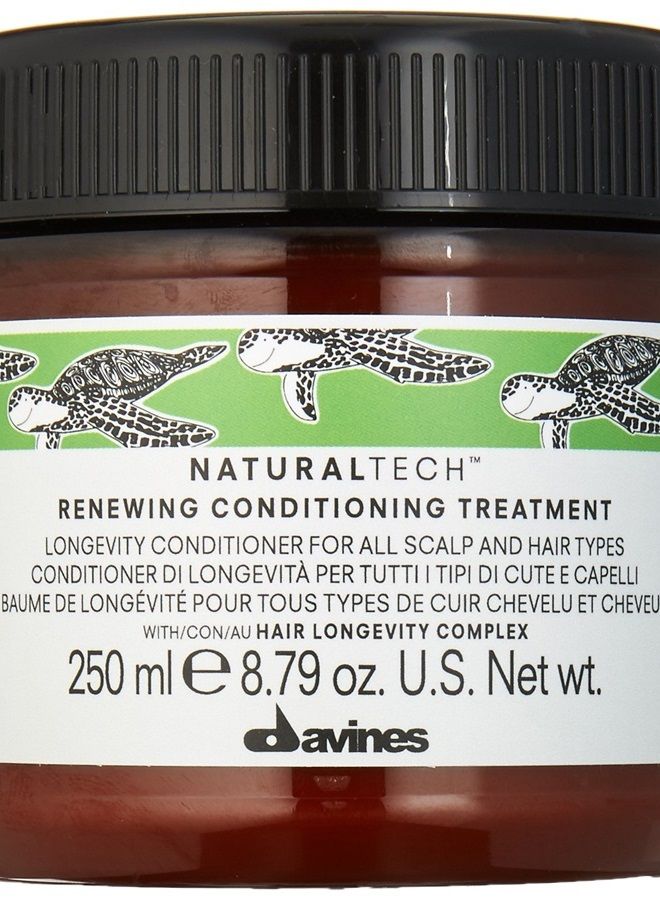 NATURALTECH™
RENEWING CONDITIONING TREATMENT
LONGEVITY CONDITIONER FOR ALL SCALP AND HAIR TYPES
CONDITIONER DI LONGEVITÀ PER TUTTI I TIPI DI CUTE E CAPELLI
BAUME DE LONGÉVITÉ POUR TOUS TYPES DE CUIR CHEVELU ET CHEVEU
WITH/CON/AU HAIR LONGEVITY COMPLEX
250 ml ℮ 8.79 oz. U.S. Net wt.
davines